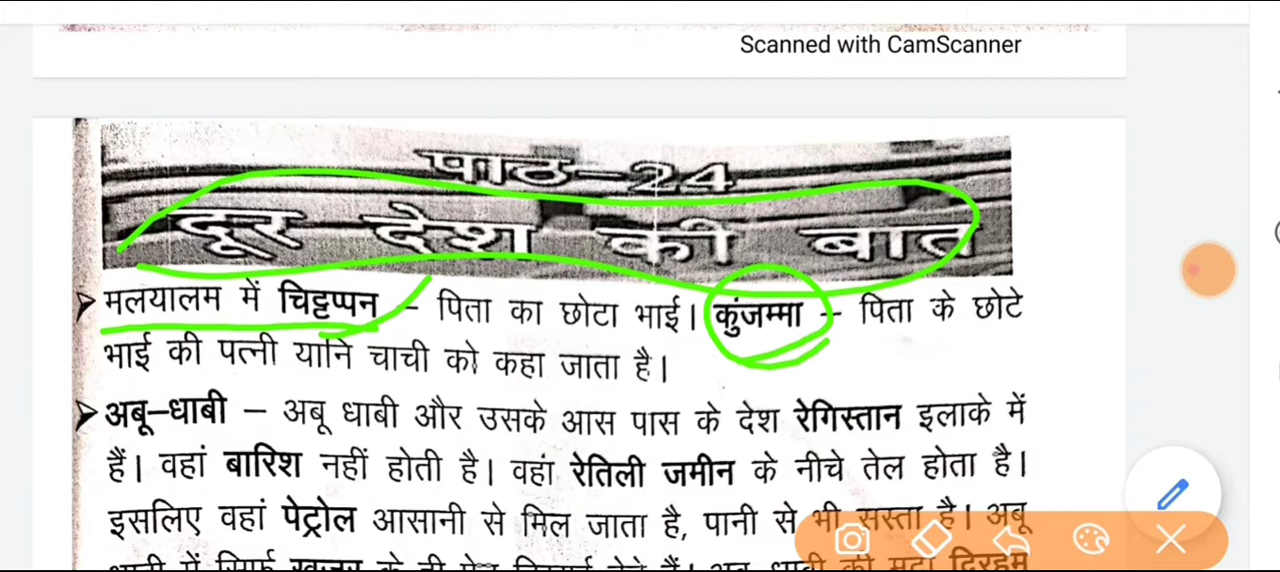 Scanned with CamScanner
पाठ–24
दूर देश की बात
➢ मलयालम में चिट्टप्पन – पिता का छोटा भाई। कुंजम्मा – पिता के छोटे
भाई की पत्नी यानि चाची को कहा जाता है।
➢ अबू–धाबी – अबू धाबी और उसके आस पास के देश रेगिस्तान इलाके में
हैं। वहां बारिश नहीं होती है। वहां रेतिली जमीन के नीचे तेल होता है।
इसलिए वहां पेट्रोल आसानी से मिल जाता है, पानी से भी सस्ता है। अबू